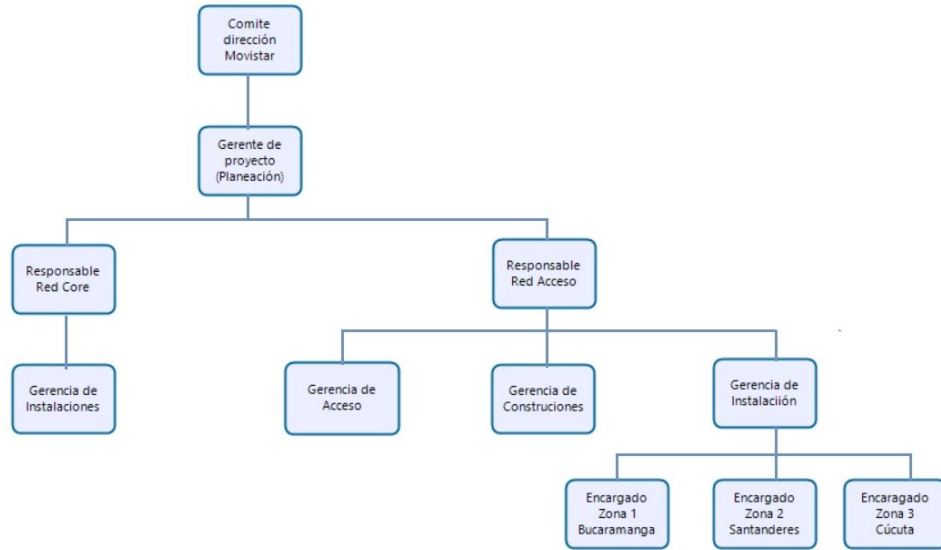 Comite
dirección
Movistar
Gerente de
proyecto
(Planeación)
Responsable
Red Core
Responsable
Red Acceso
Gerencia de
Instalaciones
Gerencia de
Acceso
Gerencia de
Construciones
Gerencia de
Instalaciión
Encargado
Zona 1
Bucaramanga
Encargado
Zona 2
Santanderes
Encaragado
Zona 3
Cúcuta